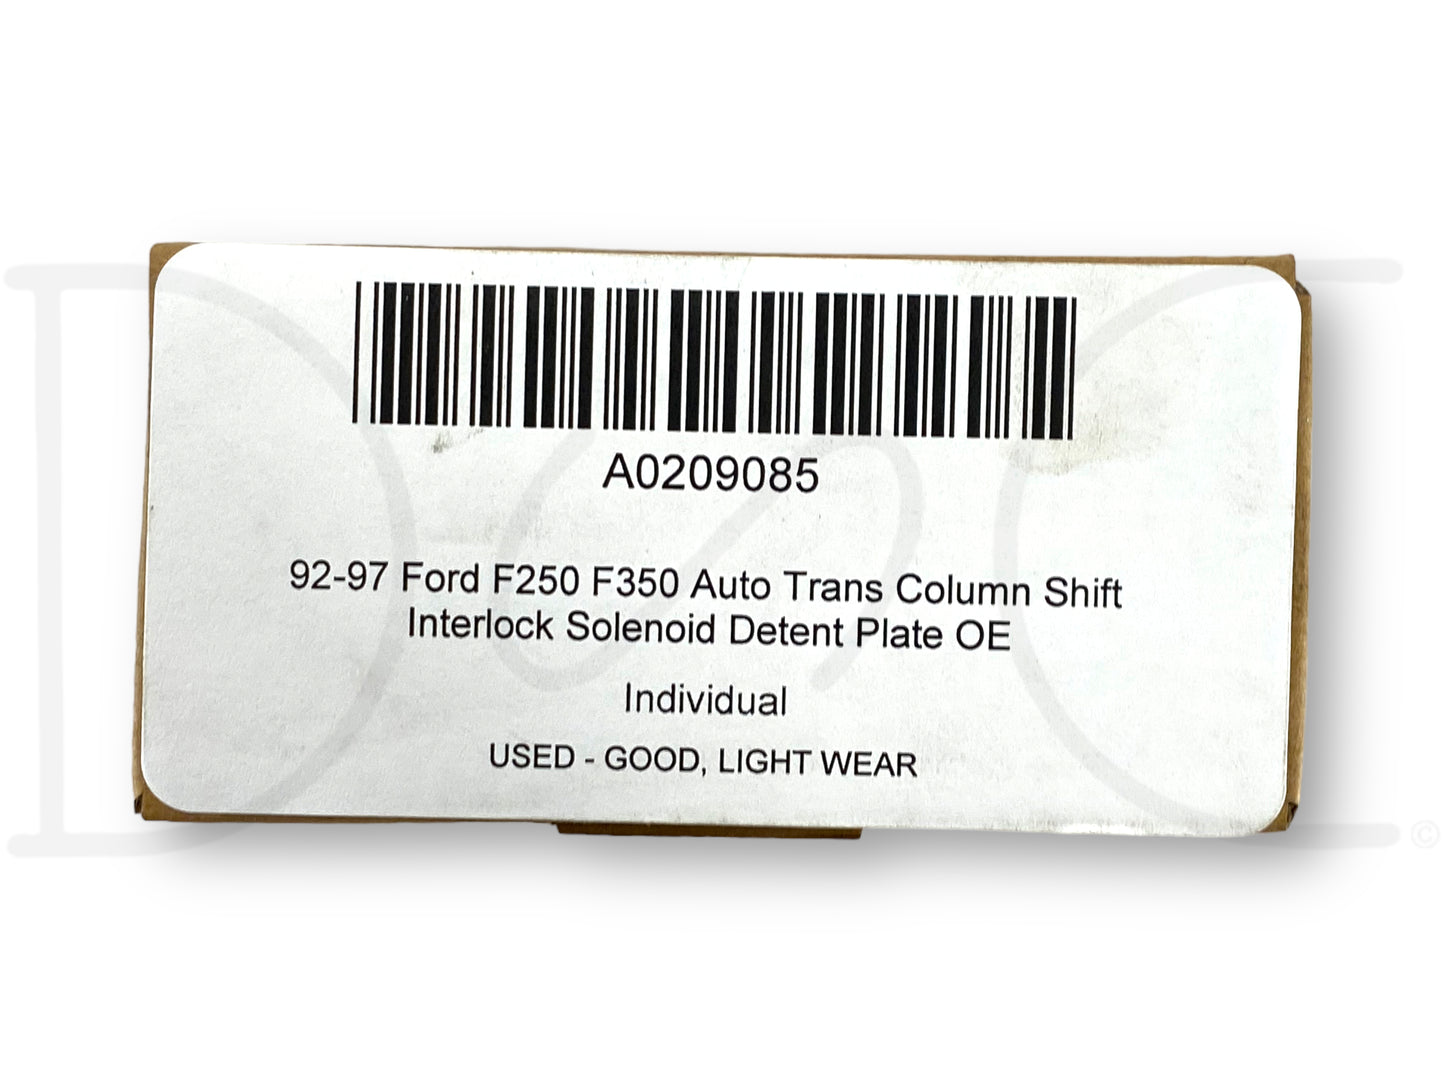 A0209085
92-97 Ford F250 F350 Auto Trans Column Shift
Interlock Solenoid Detent Plate OE
Individual
USED - GOOD, LIGHT WEAR
©